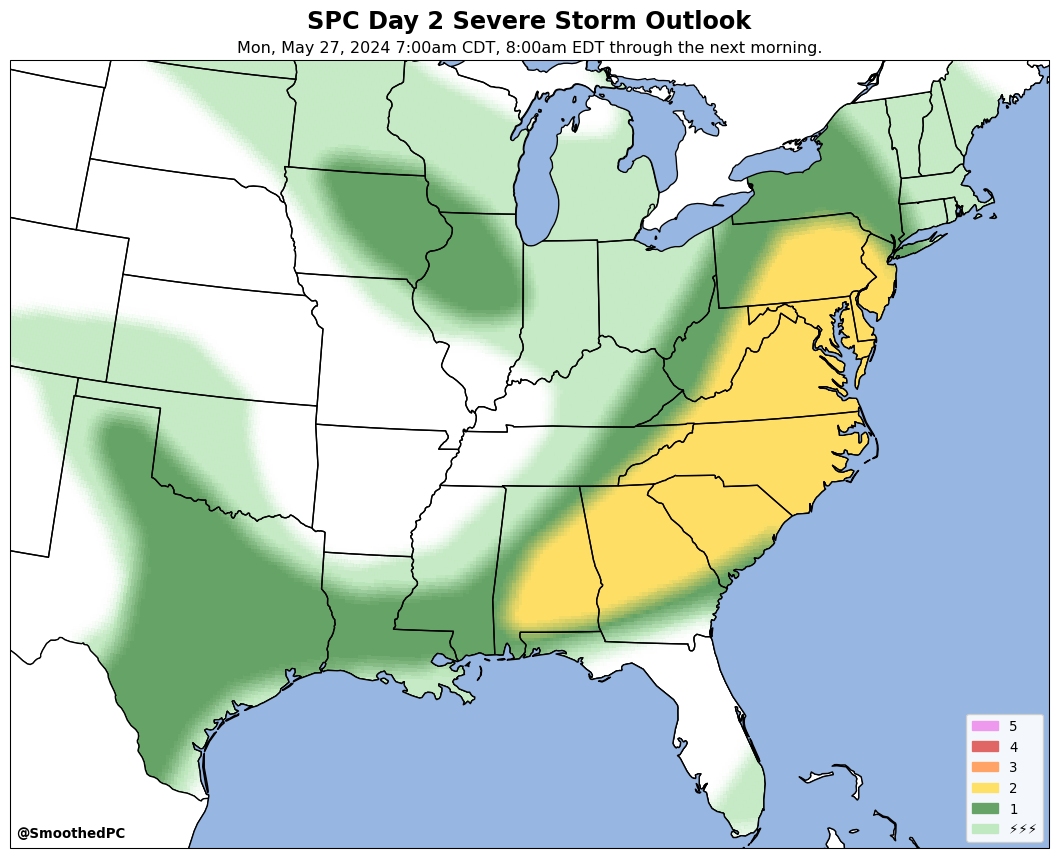 SPC Day 2 Severe Storm Outlook
Mon, May 27, 2024 7:00am CDT, 8:00am EDT through the next morning.
5
4
3
2
1
⚡⚡⚡
@SmoothedPC